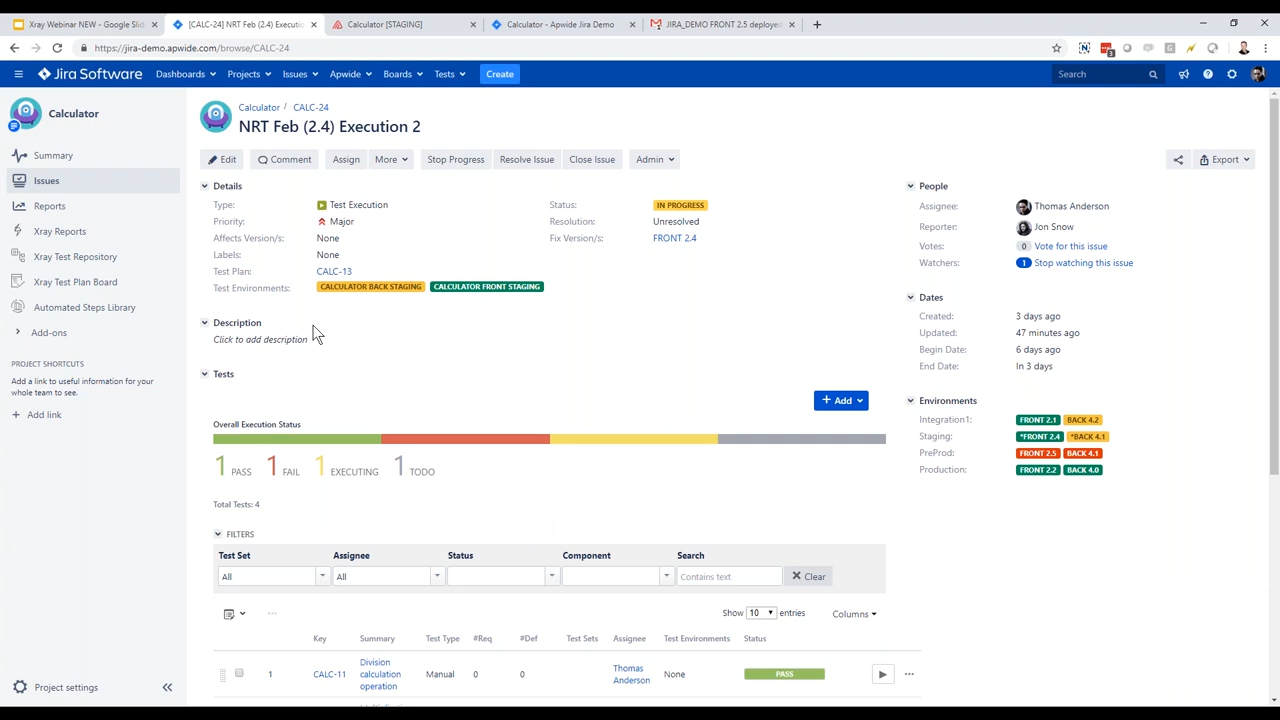 Xray Webinar NEW - Google Slid
[CALC-24] NRT Feb (2.4) Executio
Calculator [STAGING]
Calculator - Apwide Jira Demo
JIRA_DEMO FRONT 2.5 deployed
https://jira-demo.apwide.com/browse/CALC-24
3
Jira Software
Dashboards
Projects
Issues
Apwide
Boards
Tests
Create
Search
Calculator
Summary
Issues
Reports
Xray Reports
Xray Test Repository
Xray Test Plan Board
Automated Steps Library
Add-ons
PROJECT SHORTCUTS
Add a link to useful information for your
whole team to see.
Add link
Project settings
Calculator / CALC-24
NRT Feb (2.4) Execution 2
Edit
Comment
Assign
More
Stop Progress
Resolve Issue
Close Issue
Admin
Export
Details
Type: Test Execution
Status: IN PROGRESS
Priority: Major
Resolution: Unresolved
Affects Version/s: None
Fix Version/s: FRONT 2.4
Labels: None
Test Plan: CALC-13
Test Environments: CALCULATOR BACK STAGING CALCULATOR FRONT STAGING
Description
Click to add description
Tests
Add
Overall Execution Status
1 PASS 1 FAIL 1 EXECUTING 1 TODO
Total Tests: 4
FILTERS
Test Set Assignee Status Component Search
All All Contains text Clear
Show 10 entries Columns
Key Summary Test Type #Req #Def Test Sets Assignee Test Environments Status
1 CALC-11 Division calculation operation Manual 0 0 Thomas Anderson None PASS
People
Assignee: Thomas Anderson
Reporter: Jon Snow
Votes: 0 Vote for this issue
Watchers: 1 Stop watching this issue
Dates
Created: 3 days ago
Updated: 47 minutes ago
Begin Date: 6 days ago
End Date: In 3 days
Environments
Integration1: FRONT 2.1 BACK 4.2
Staging: *FRONT 2.4 *BACK 4.1
PreProd: FRONT 2.5 BACK 4.1
Production: FRONT 2.2 BACK 4.0